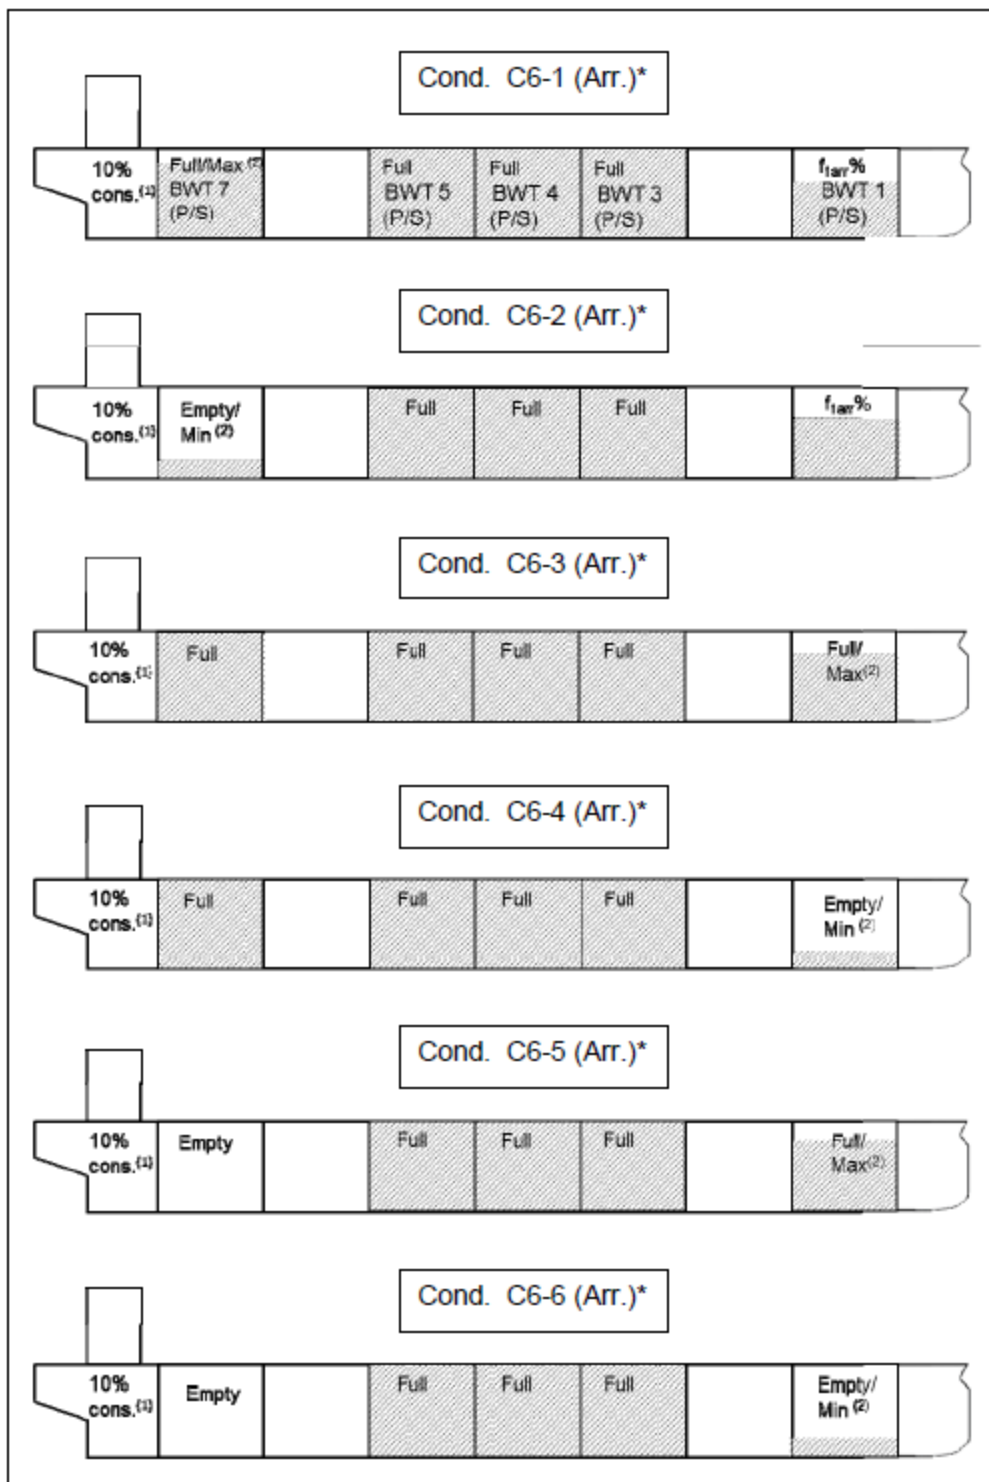 Cond. C6-1 (Arr.)*
10%
cons.(1)
Full/Max (2)
BWT 7
(P/S)
Full
BWT 5
(P/S)
Full
BWT 4
(P/S)
Full
BWT 3
(P/S)
f1arr%
BWT 1
(P/S)
Cond. C6-2 (Arr.)*
10%
cons.(1)
Empty/
Min (2)
Full
Full
Full
f1arr%
Cond. C6-3 (Arr.)*
10%
cons.(1)
Full
Full
Full
Full
Full/
Max(2)
Cond. C6-4 (Arr.)*
10%
cons.(1)
Full
Full
Full
Full
Empty/
Min (2)
Cond. C6-5 (Arr.)*
10%
cons.(1)
Empty
Full
Full
Full
Full/
Max(2)
Cond. C6-6 (Arr.)*
10%
cons.(1)
Empty
Full
Full
Full
Empty/
Min (2)